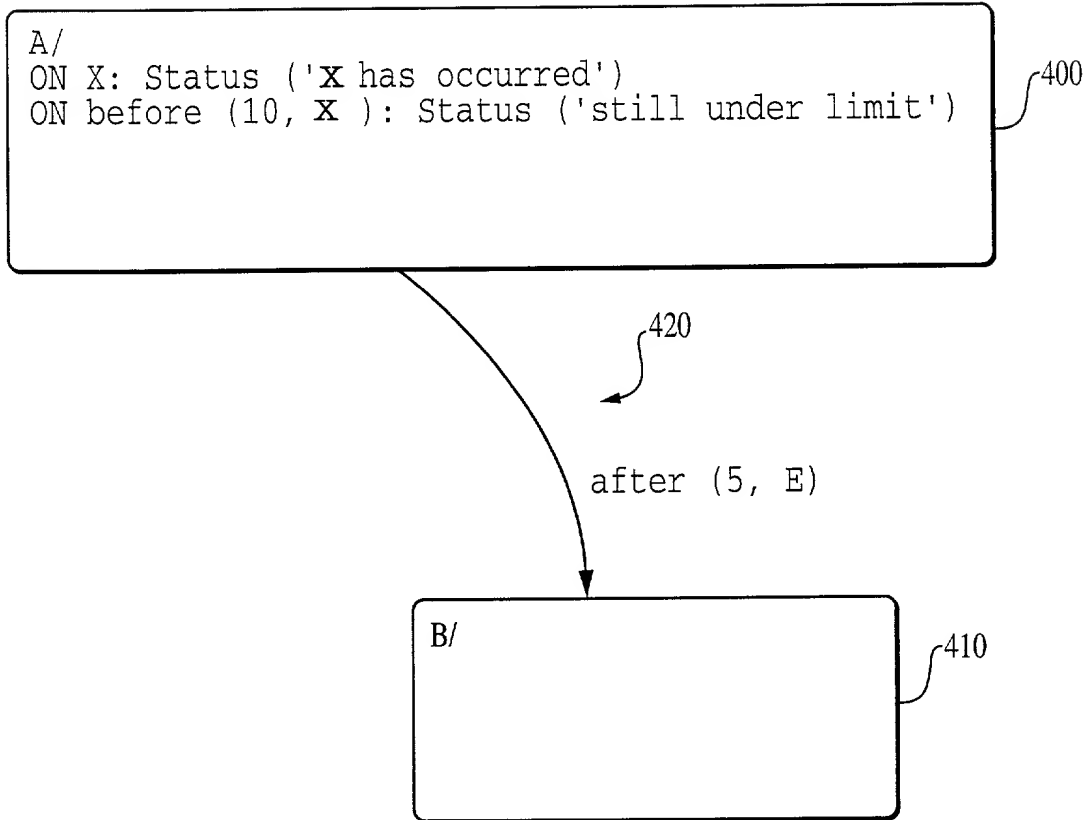 A/
ON X: Status ('X has occurred')
ON before (10, X ): Status ('still under limit')
400
420
after (5, E)
B/
410